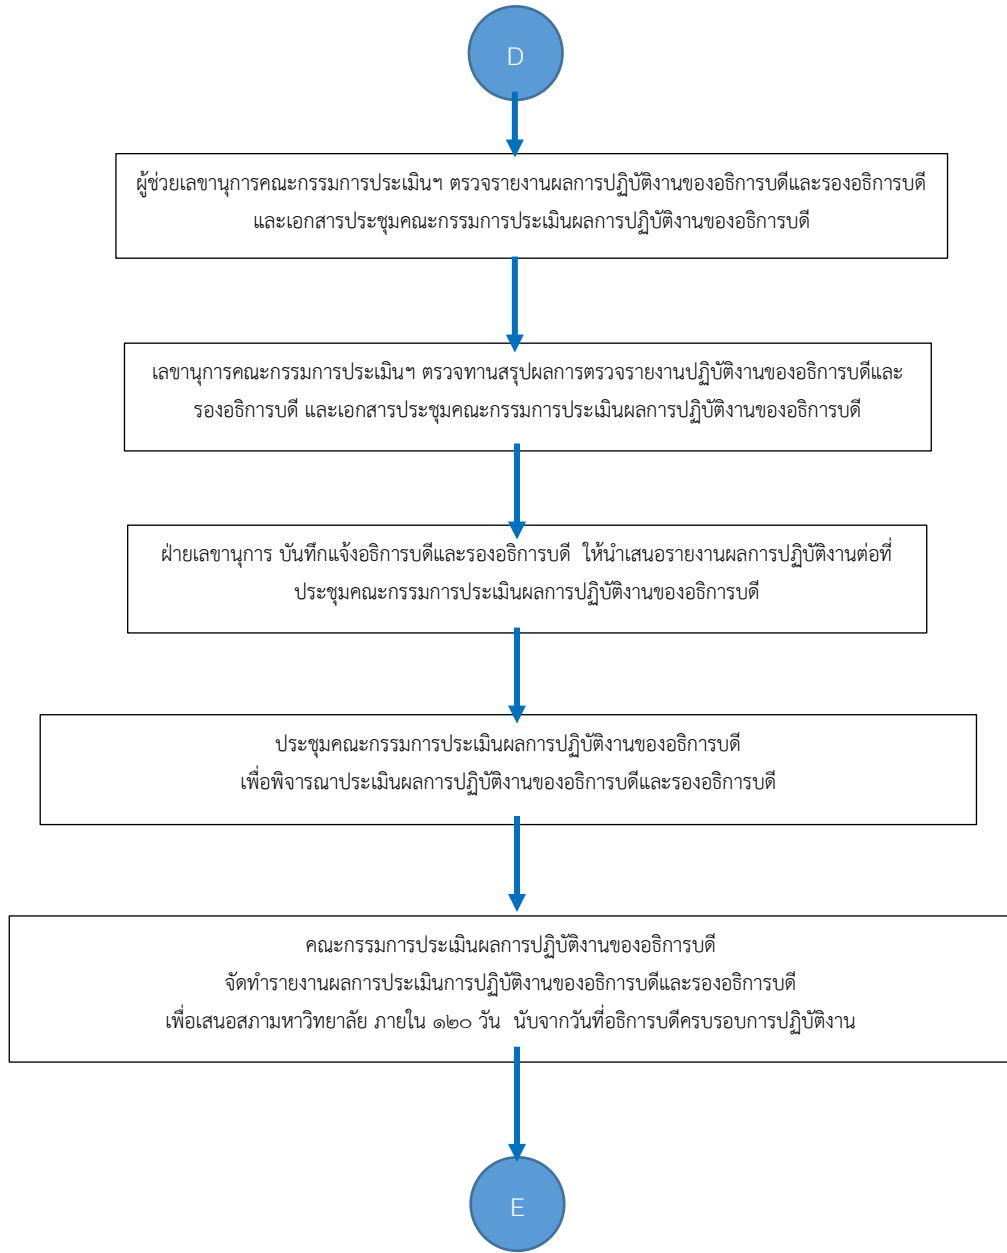 D
ผู้ช่วยเลขานุการคณะกรรมการประเมินฯ ตรวจรายงานผลการปฏิบัติงานของอธิการบดีและรองอธิการบดี
และเอกสารประชุมคณะกรรมการประเมินผลการปฏิบัติงานของอธิการบดี
เลขานุการคณะกรรมการประเมินฯ ตรวจทานสรุปผลการตรวจรายงานปฏิบัติงานของอธิการบดีและ
รองอธิการบดี และเอกสารประชุมคณะกรรมการประเมินผลการปฏิบัติงานของอธิการบดี
ฝ่ายเลขานุการ บันทึกแจ้งอธิการบดีและรองอธิการบดี ให้นำเสนอรายงานผลการปฏิบัติงานต่อที่
ประชุมคณะกรรมการประเมินผลการปฏิบัติงานของอธิการบดี
ประชุมคณะกรรมการประเมินผลการปฏิบัติงานของอธิการบดี
เพื่อพิจารณาประเมินผลการปฏิบัติงานของอธิการบดีและรองอธิการบดี
คณะกรรมการประเมินผลการปฏิบัติงานของอธิการบดี
จัดทำรายงานผลการประเมินการปฏิบัติงานของอธิการบดีและรองอธิการบดี
เพื่อเสนอสภามหาวิทยาลัย ภายใน ๑๒๐ วัน นับจากวันที่อธิการบดีครบรอบการปฏิบัติงาน
E